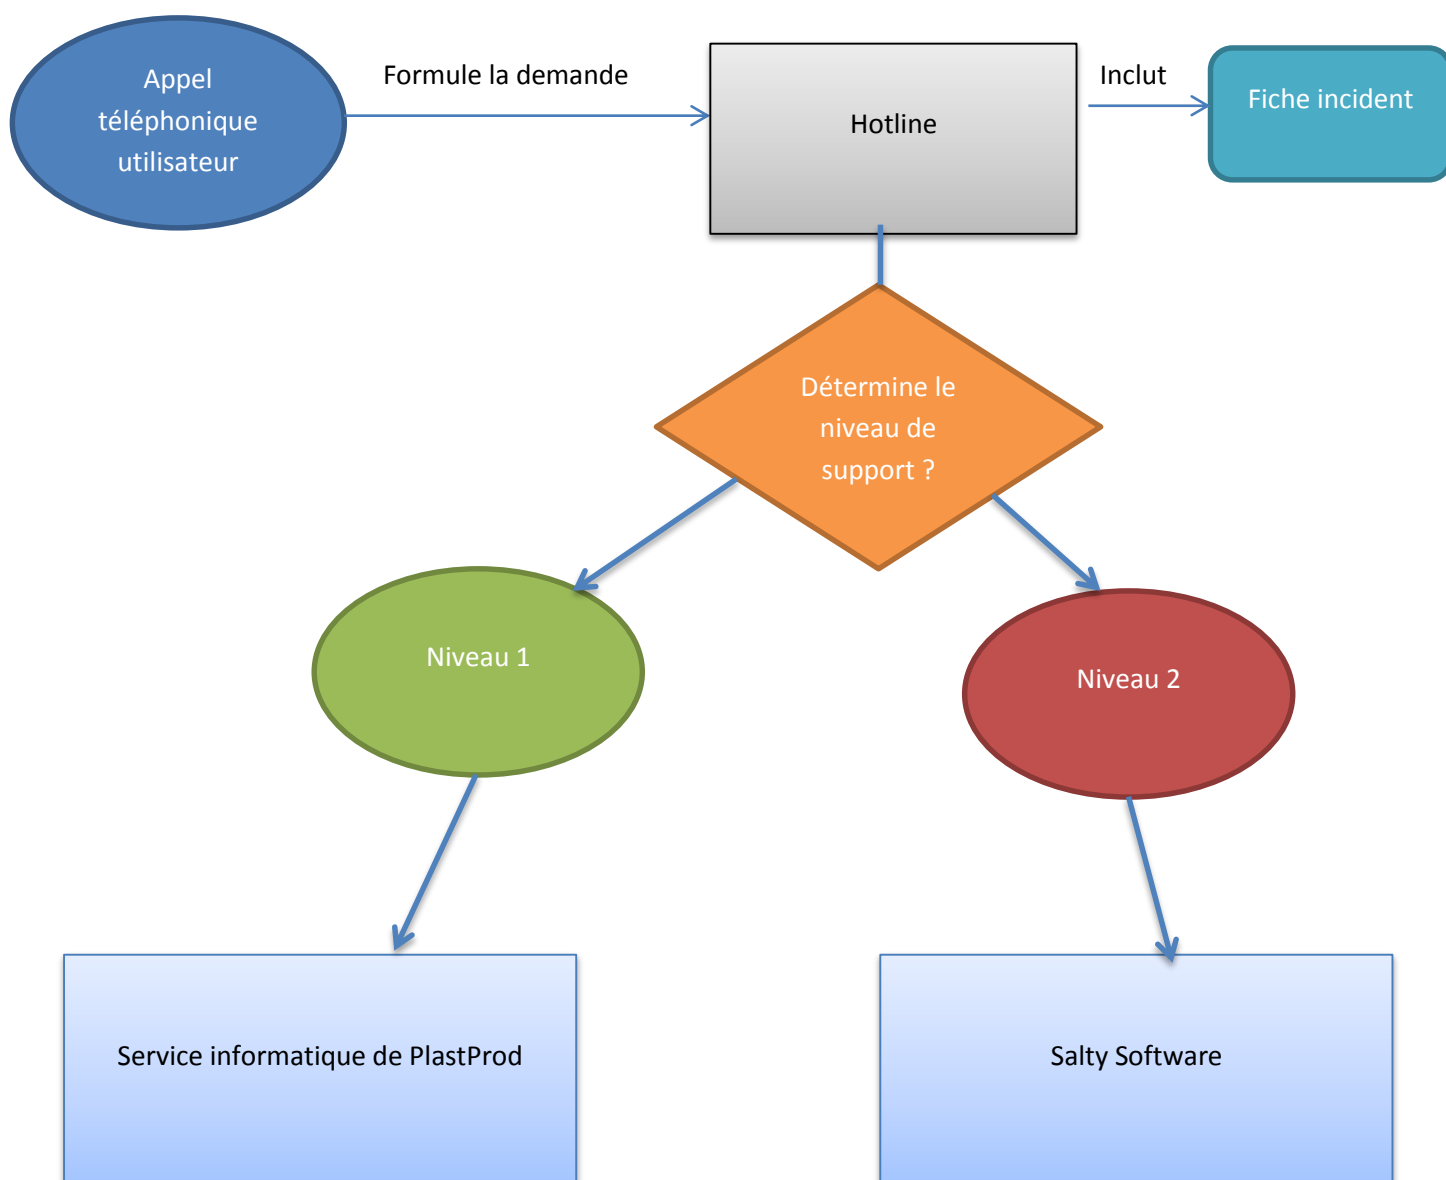 Appel
téléphonique
utilisateur
Formule la demande
Hotline
Inclut
Fiche incident
Détermine le
niveau de
support ?
Niveau 1
Niveau 2
Service informatique de PlastProd
Salty Software